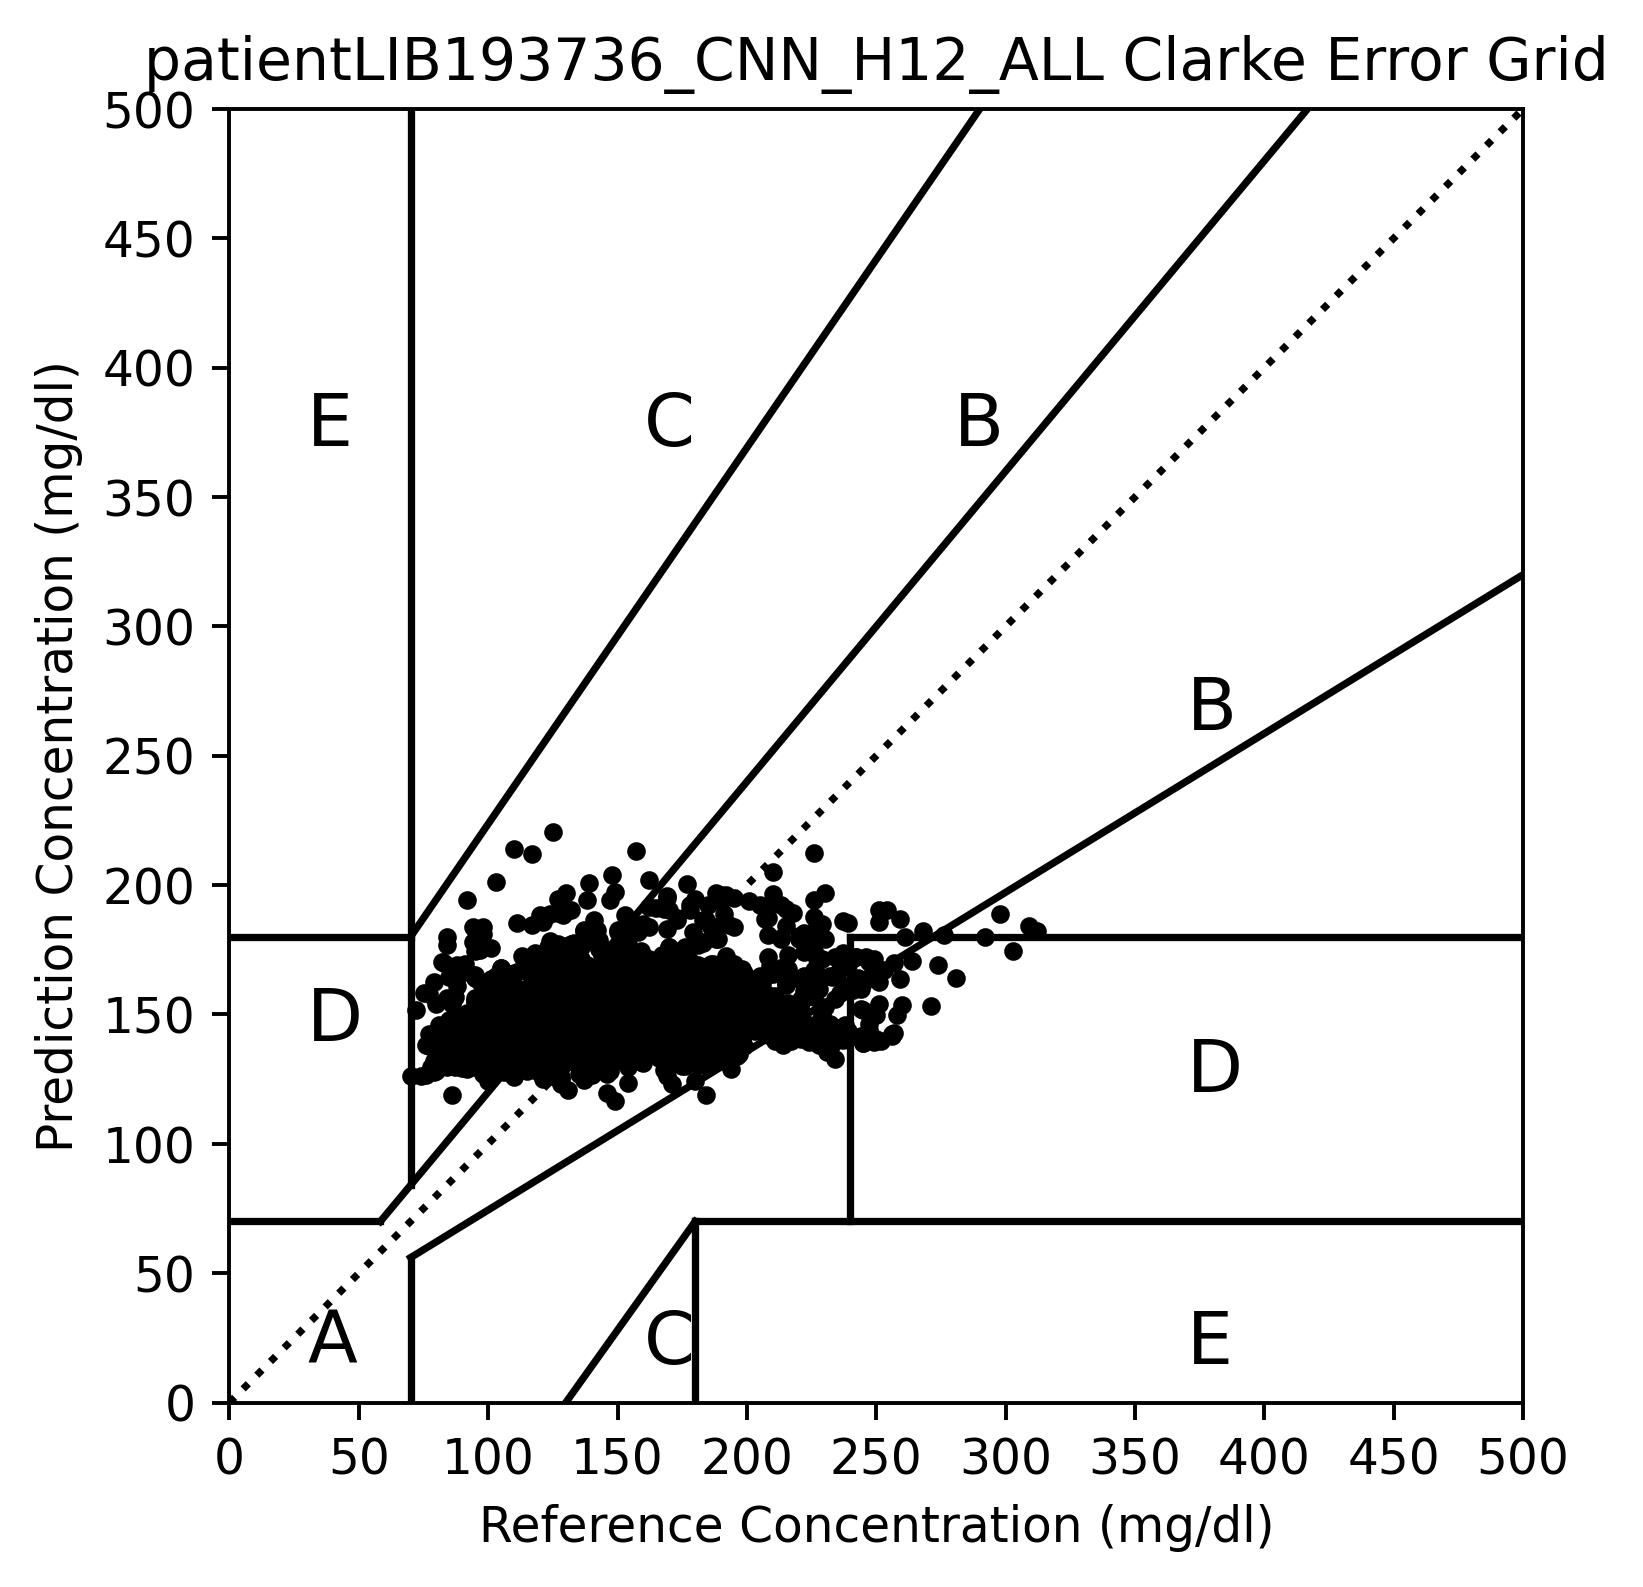 patientLIB193736_CNN_H12_ALL Clarke Error Grid
500
450
400
350
300
250
200
150
100
50
0
Prediction Concentration (mg/dl)
E
C
B
B
D
D
A
C
E
0 50 100 150 200 250 300 350 400 450 500
Reference Concentration (mg/dl)